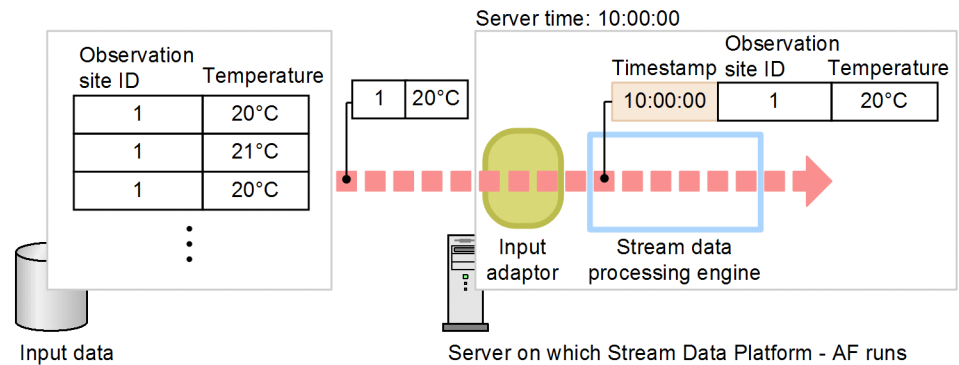 Server time: 10:00:00
Observation
site ID
Temperature
1
20°C
1
21°C
1
20°C
1
20°C
Observation
Timestamp site ID Temperature
10:00:00
1
20°C
Input
adaptor
Stream data
processing engine
Input data
Server on which Stream Data Platform - AF runs